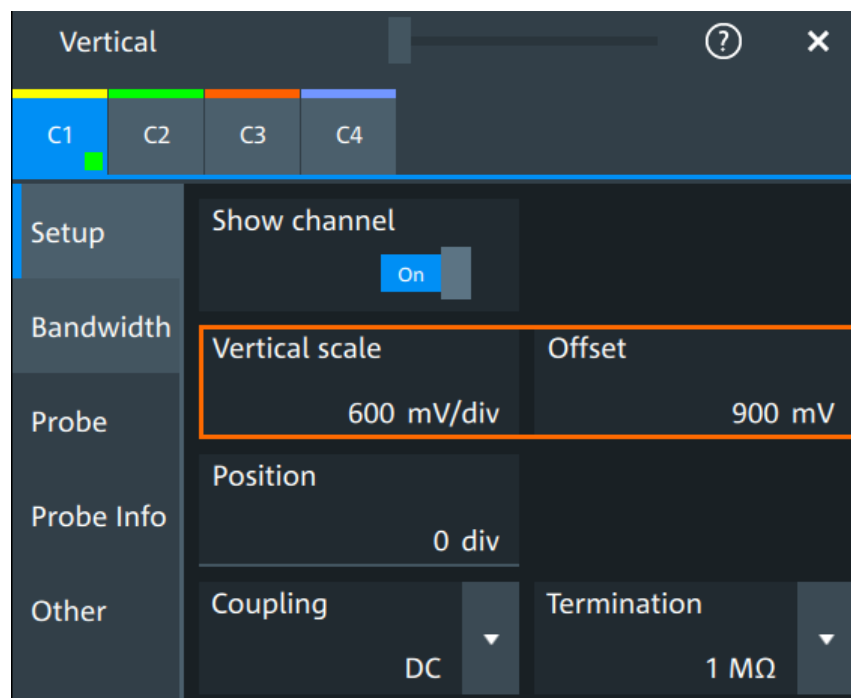 Vertical
?
C1 C2 C3 C4
Setup
Bandwidth
Probe
Probe Info
Other
Show channel
On
Vertical scale
600 mV/div
Offset
900 mV
Position
0 div
Coupling
DC
Termination
1 MΩ